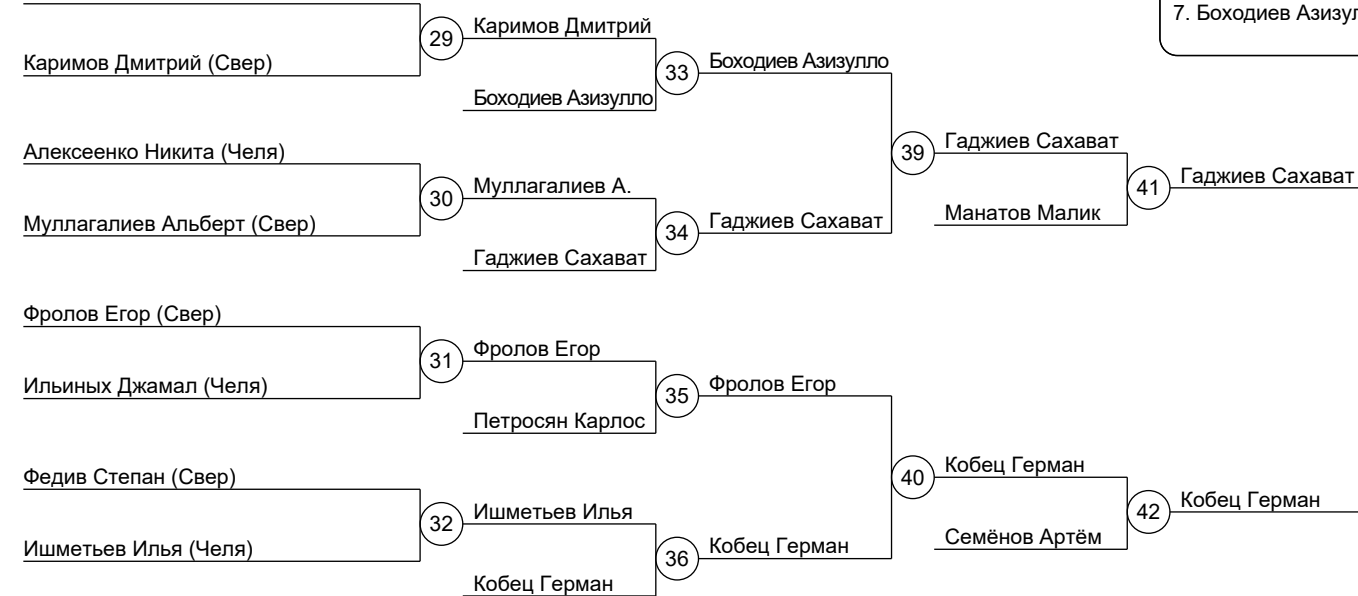 7. Боходиев Азизул
29
Каримов Дмитрий
Каримов Дмитрий (Свер)
33
Боходиев Азизулло
Боходиев Азизулло
Алексеенко Никита (Челя)
39
Гаджиев Сахават
30
Муллагалиев А.
41
Гаджиев Сахават
Муллагалиев Альберт (Свер)
34
Гаджиев Сахават
Манатов Малик
Гаджиев Сахават
Фролов Егор (Свер)
31
Фролов Егор
Ильиных Джамал (Челя)
35
Фролов Егор
Петросян Карлос
Федив Степан (Свер)
40
Кобец Герман
32
Ишметьев Илья
42
Кобец Герман
Ишметьев Илья (Челя)
36
Кобец Герман
Семёнов Артём
Кобец Герман